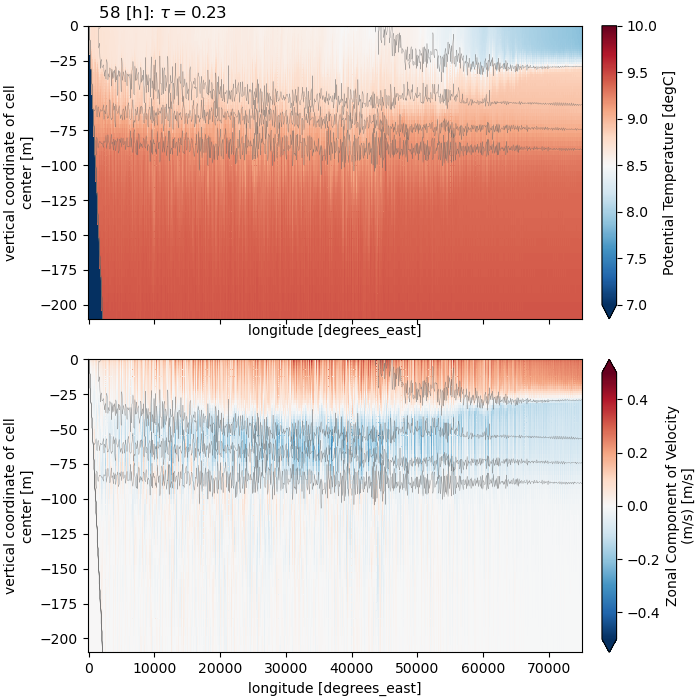 58 [h]: τ = 0.23
0
−25
−50
−75
−100
−125
−150
−175
−200
vertical coordinate of cell
center [m]
longitude [degrees_east]
10.0
9.5
9.0
8.5
8.0
7.5
7.0
Potential Temperature [degC]
0
−25
−50
−75
−100
−125
−150
−175
−200
vertical coordinate of cell
center [m]
0 10000 20000 30000 40000 50000 60000 70000
longitude [degrees_east]
0.4
0.2
0.0
−0.2
−0.4
Zonal Component of Velocity
(m/s) [m/s]